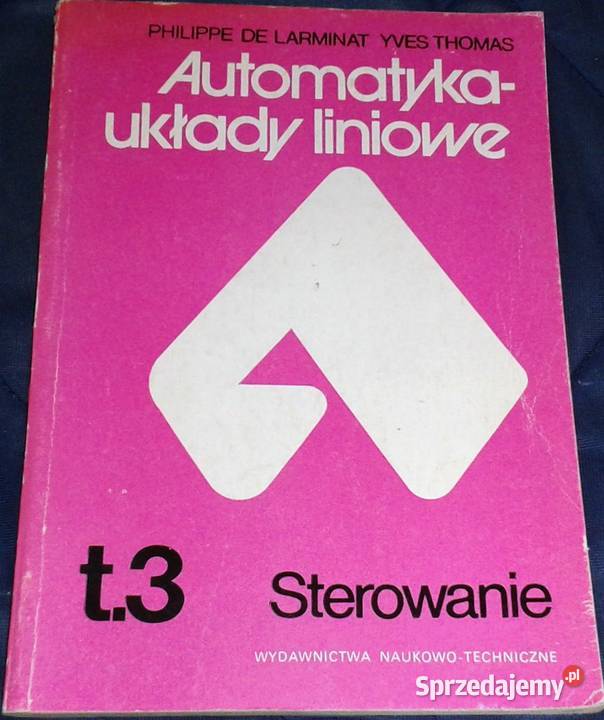 PHILIPPE DE LARMINAT YVES THOMAS
Automatyka-
układy liniowe
t.3 Sterowanie
WYDAWNICTWA NAUKOWO-TECHNICZNE
Sprzedajemy.pl